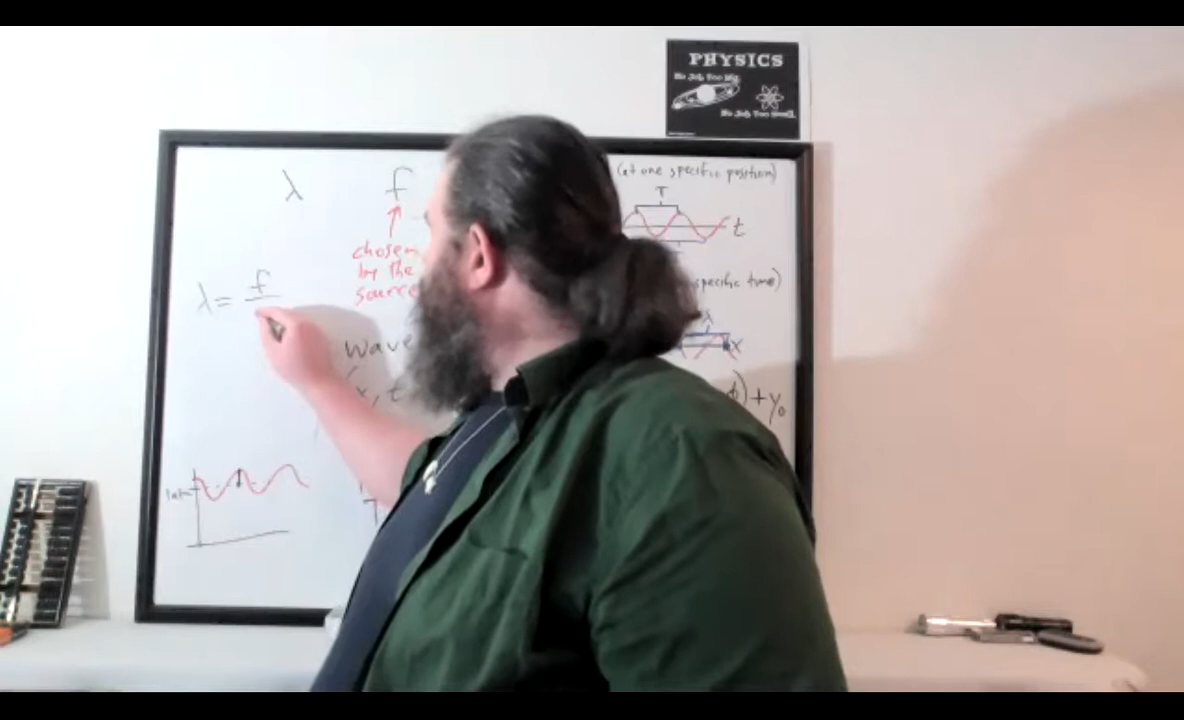 PHYSICS
No Job Too Big
No Job Too Small
λ
f
chosen
by the
source
λ = f
wave
x, t
1atm
(at one specific position)
T
t
specific time)
λ
x
ϕ) + y₀